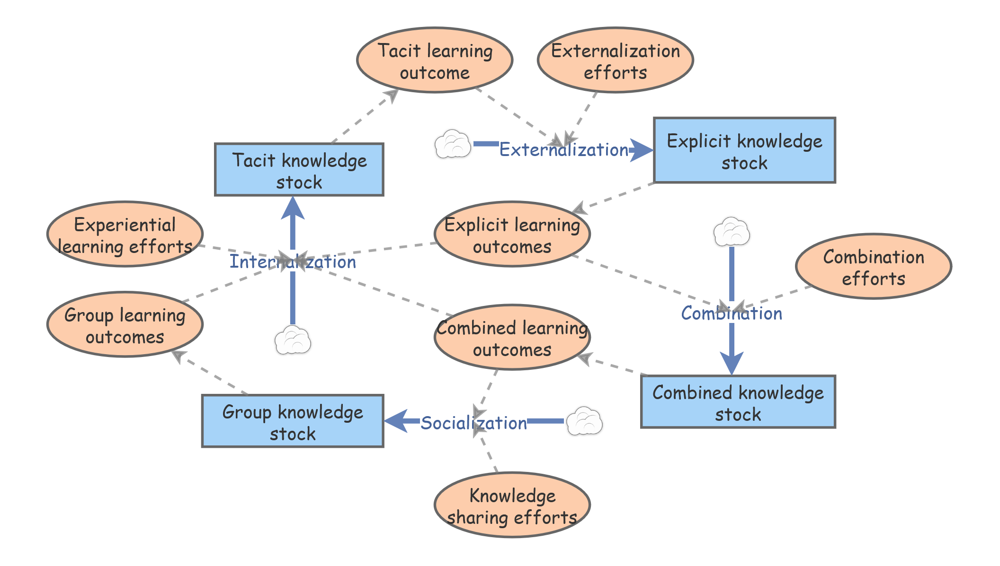 Tacit learning
outcome
Externalization
efforts
Externalization
Explicit knowledge
stock
Tacit knowledge
stock
Experiential
learning efforts
Explicit learning
outcomes
Internalization
Combination
efforts
Group learning
outcomes
Combined learning
outcomes
Combination
Group knowledge
stock
Socialization
Combined knowledge
stock
Knowledge
sharing efforts